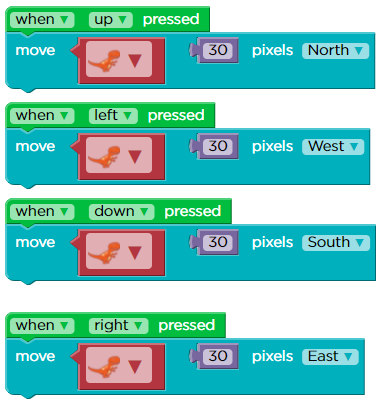 when up pressed
move 30 pixels North
when left pressed
move 30 pixels West
when down pressed
move 30 pixels South
when right pressed
move 30 pixels East